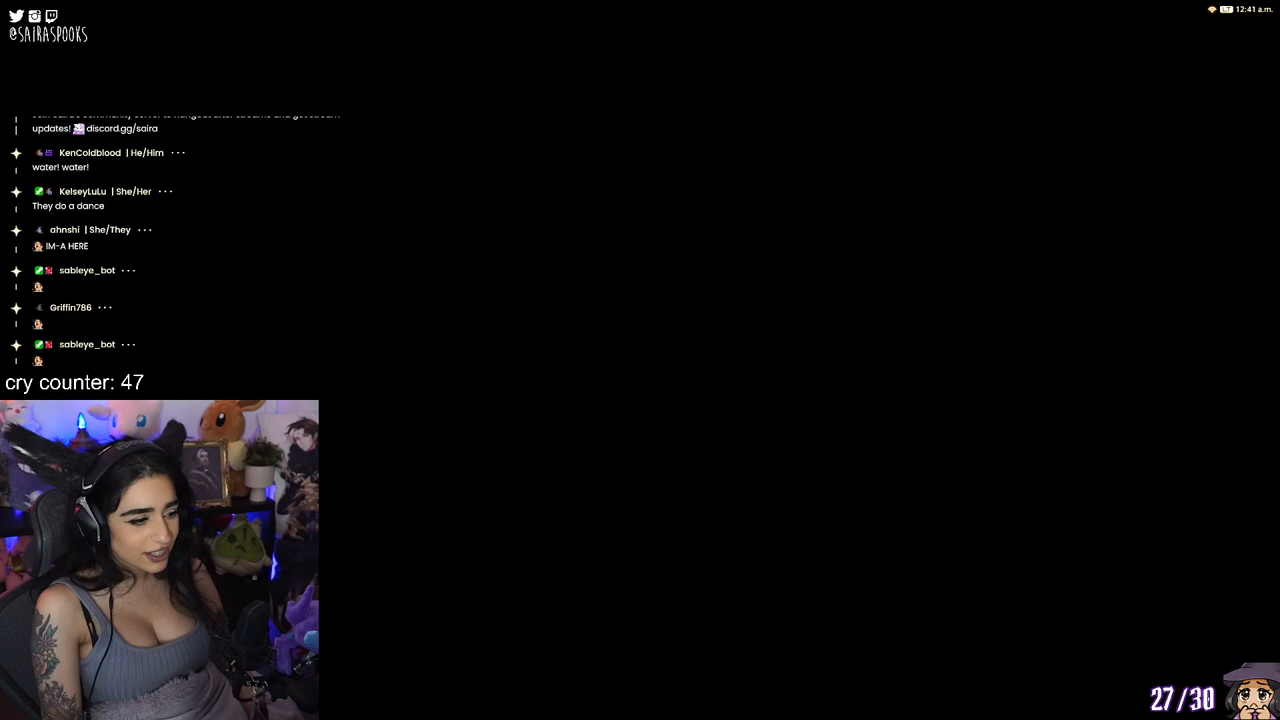 @SAIRASPOOKS
LT 12:41 a.m.
updates! discord.gg/saira
KenColdblood | He/Him
water! water!
KelseyLuLu | She/Her
They do a dance
ahnshi | She/They
IM-A HERE
sableye_bot
Griffin786
sableye_bot
cry counter: 47
27/30